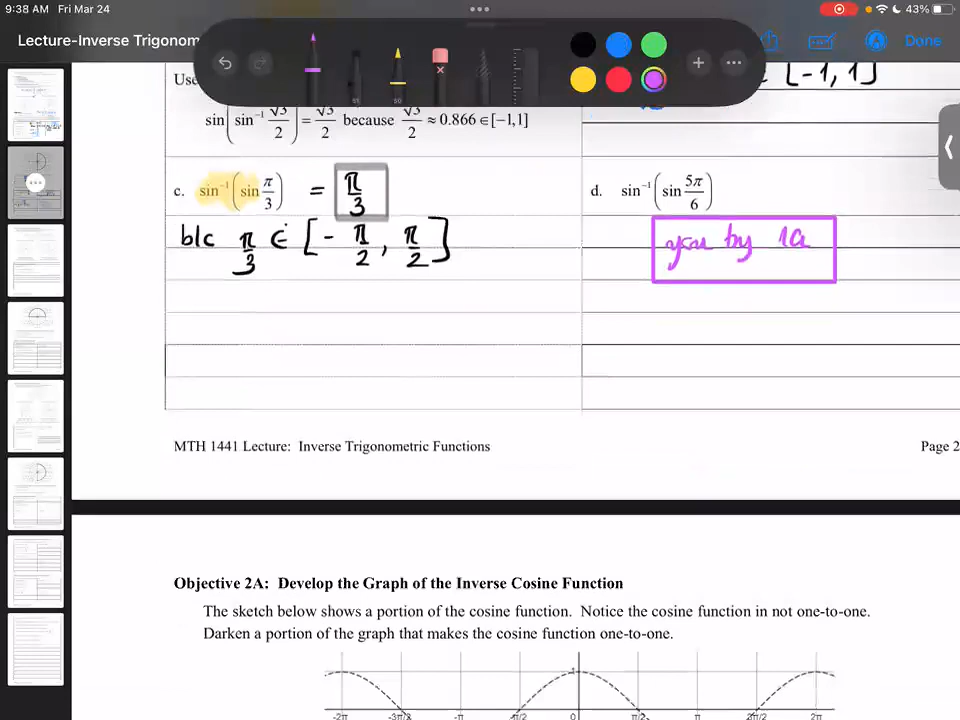 9:38 AM Fri Mar 24
43%
Lecture-Inverse Trigonom
Done
Use
∈ [-1, 1]
sin( sin⁻¹ √3/2 ) = √3/2 because √3/2 ≈ 0.866 ∈ [−1,1]
c. sin⁻¹( sin π/3 ) = π/3
d. sin⁻¹( sin 5π/6 )
b/c π/3 ∈ [ - π/2 , π/2 ]
by 1a
MTH 1441 Lecture: Inverse Trigonometric Functions
Page 2
Objective 2A: Develop the Graph of the Inverse Cosine Function
The sketch below shows a portion of the cosine function. Notice the cosine function in not one-to-one.
Darken a portion of the graph that makes the cosine function one-to-one.
1
-2π -3π/2 -π -π/2 0 π/2 π 3π/2 2π